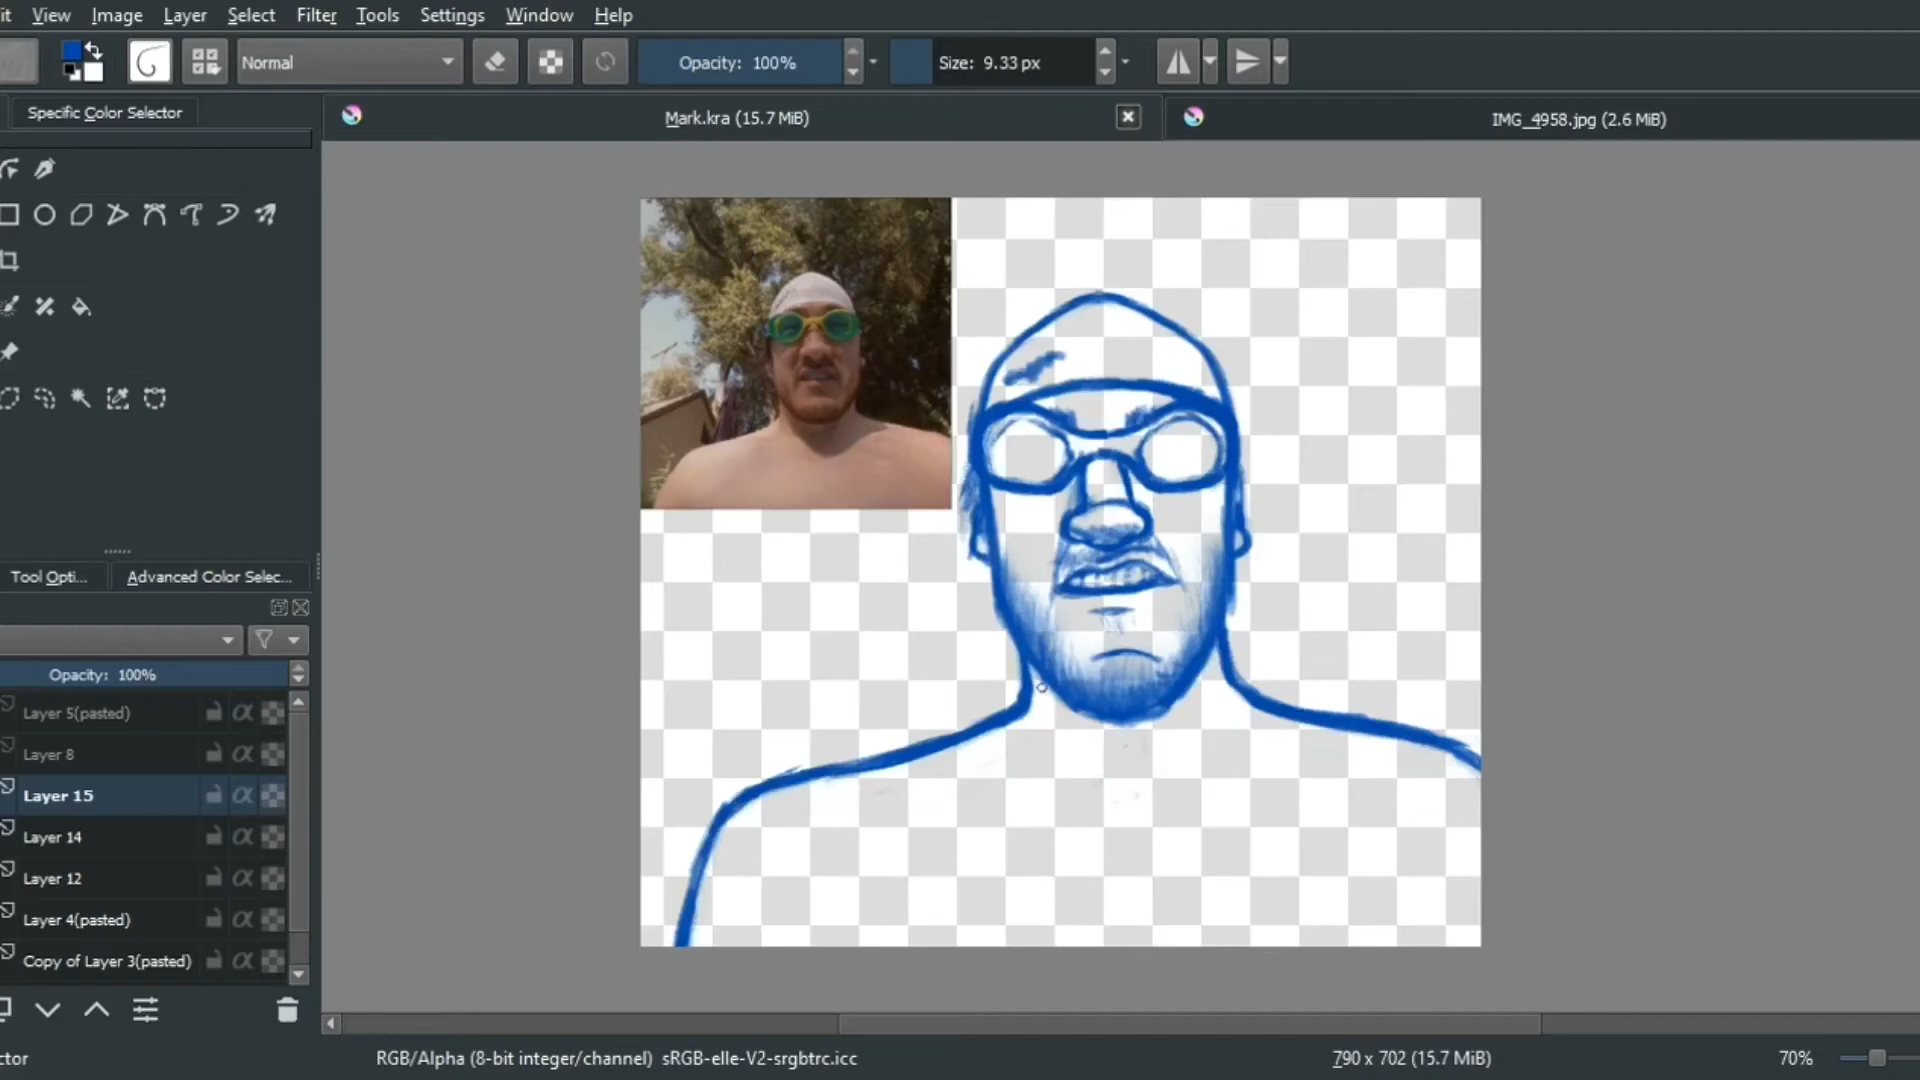 it View Image Layer Select Filter Tools Settings Window Help
Normal Opacity: 100% Size: 9.33 px
Specific Color Selector
Mark.kra (15.7 MiB) IMG_4958.jpg (2.6 MiB)
Tool Opti... Advanced Color Selec...
Opacity: 100%
Layer 5(pasted)
Layer 8
Layer 15
Layer 14
Layer 12
Layer 4(pasted)
Copy of Layer 3(pasted)
ctor RGB/Alpha (8-bit integer/channel) sRGB-elle-V2-srgbtrc.icc 790 x 702 (15.7 MiB) 70%